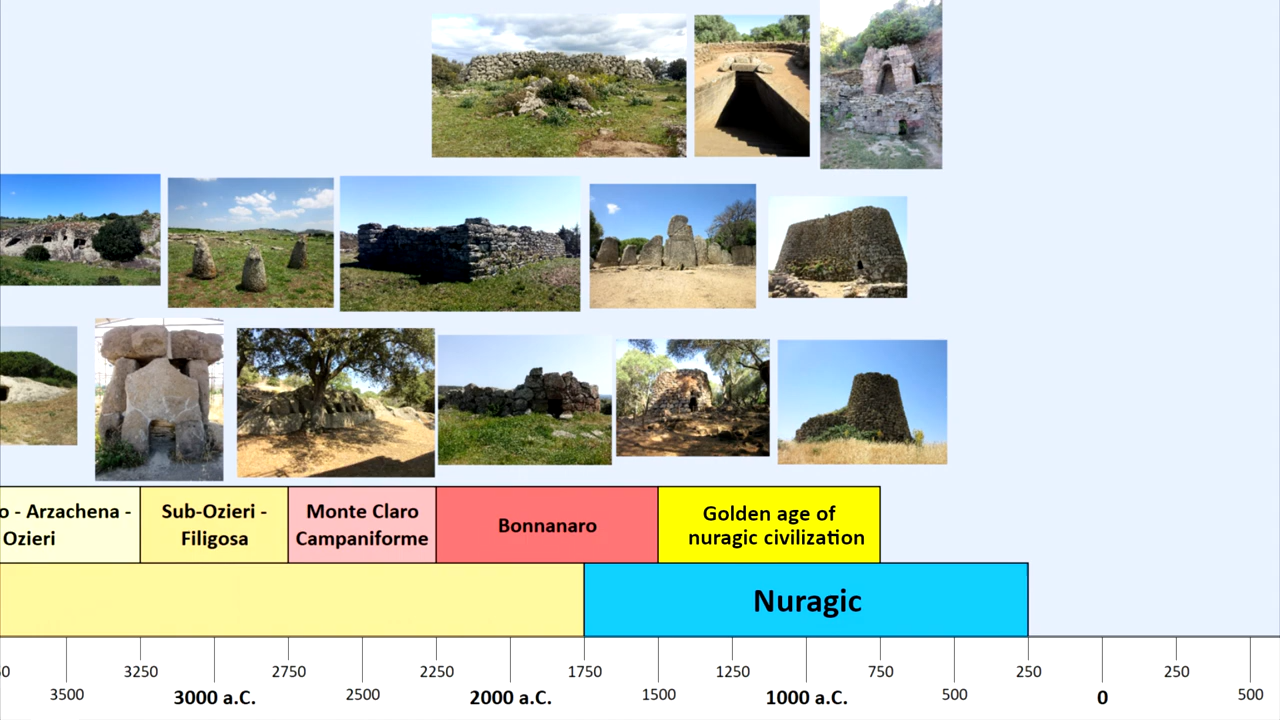 o - Arzachena -
Ozieri
Sub-Ozieri -
Filigosa
Monte Claro
Campaniforme
Bonnanaro
Golden age of
nuragic civilization
Nuragic
3250 2750 2250 1750 1250 750 250 250
3500 3000 a.C. 2500 2000 a.C. 1500 1000 a.C. 500 0 500